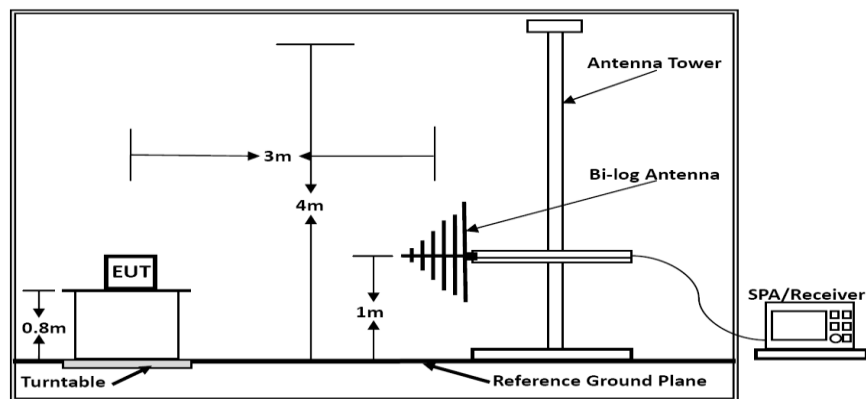 Antenna Tower
3m
Bi-log Antenna
4m
EUT
SPA/Receiver
0.8m
1m
Turntable
Reference Ground Plane